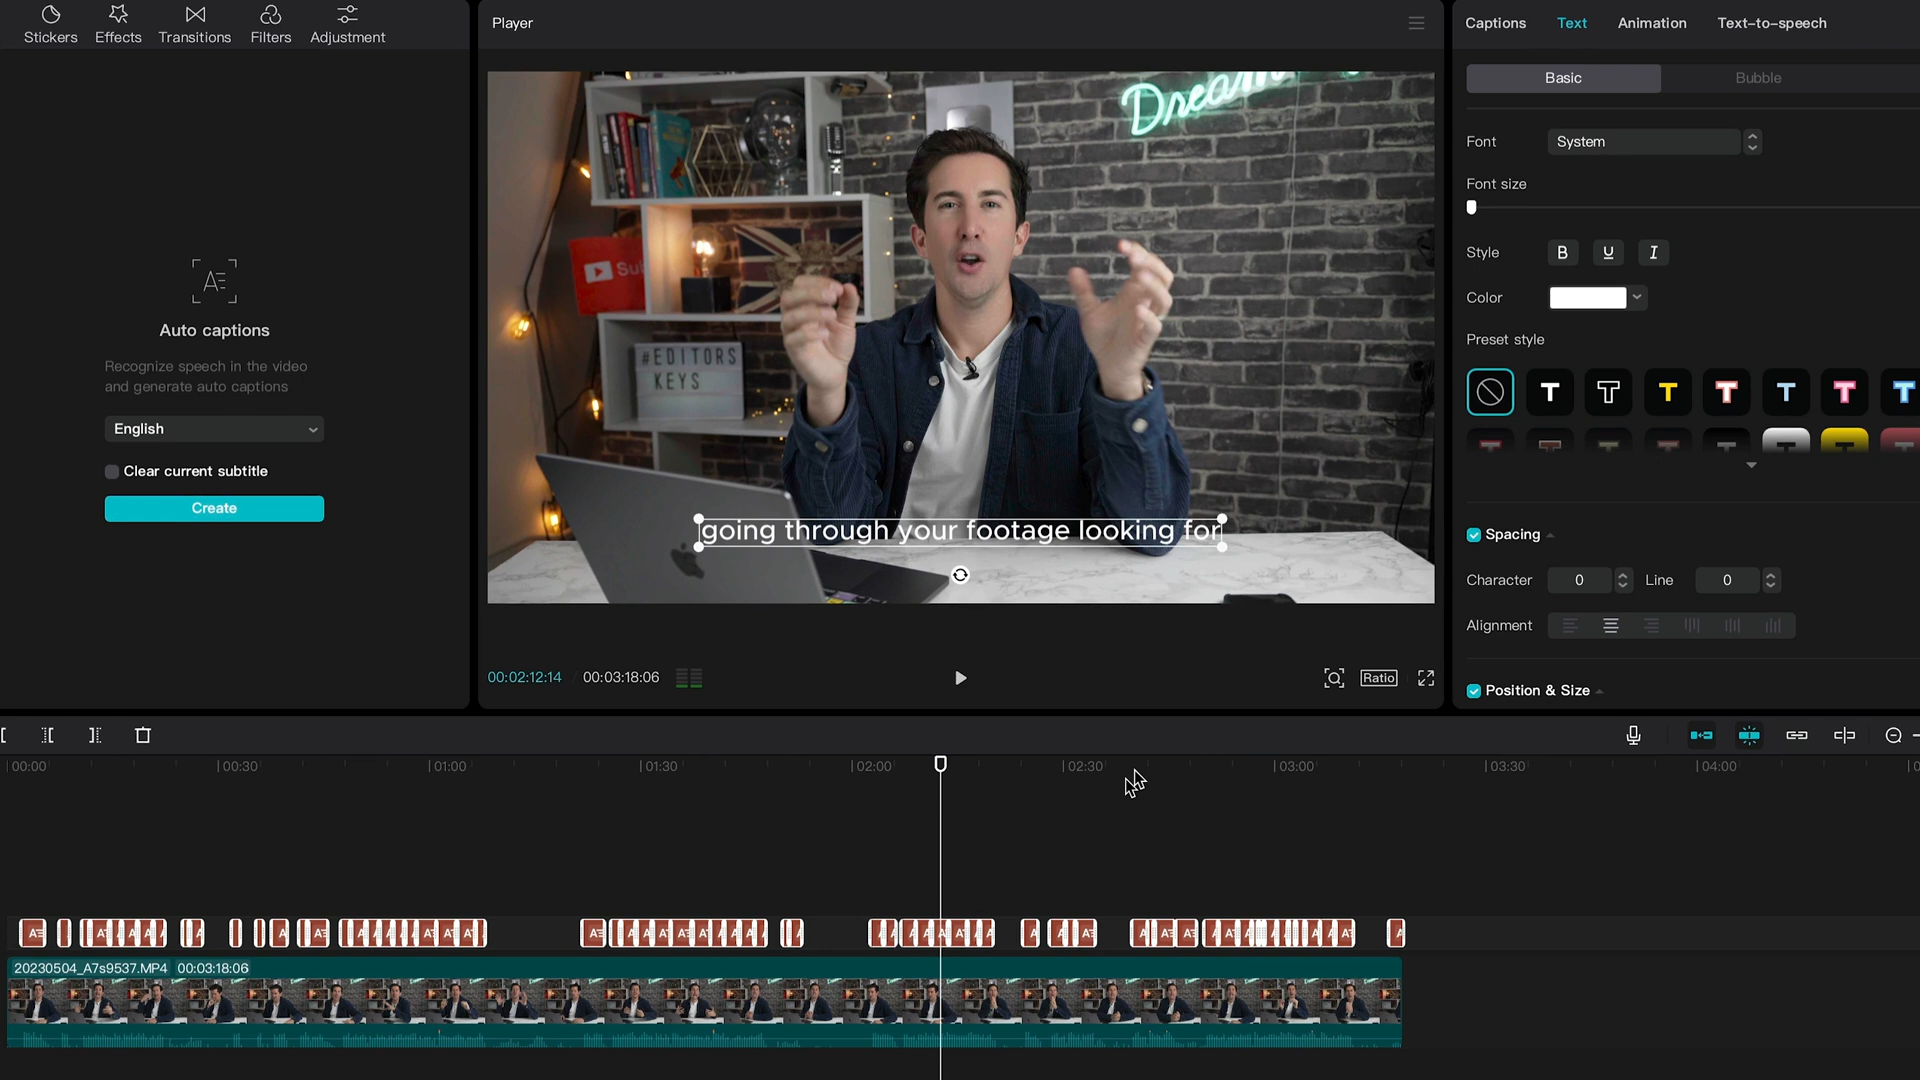 Stickers
Effects
Transitions
Filters
Adjustment
Player
Captions
Text
Animation
Text-to-speech
Basic
Bubble
Font
System
Font size
Style
B
U
I
Color
Preset style
T T T T T T T
Dream
Su
#EDITORS
KEYS
going through your footage looking for
Auto captions
Recognize speech in the video
and generate auto captions
English
Clear current subtitle
Create
Spacing
Character
0
Line
0
Alignment
Position & Size
00:02:12:14
00:03:18:06
Ratio
00:00
00:30
01:00
01:30
02:00
02:30
03:00
03:30
04:00
20230504_A7s9537.MP4
00:03:18:06